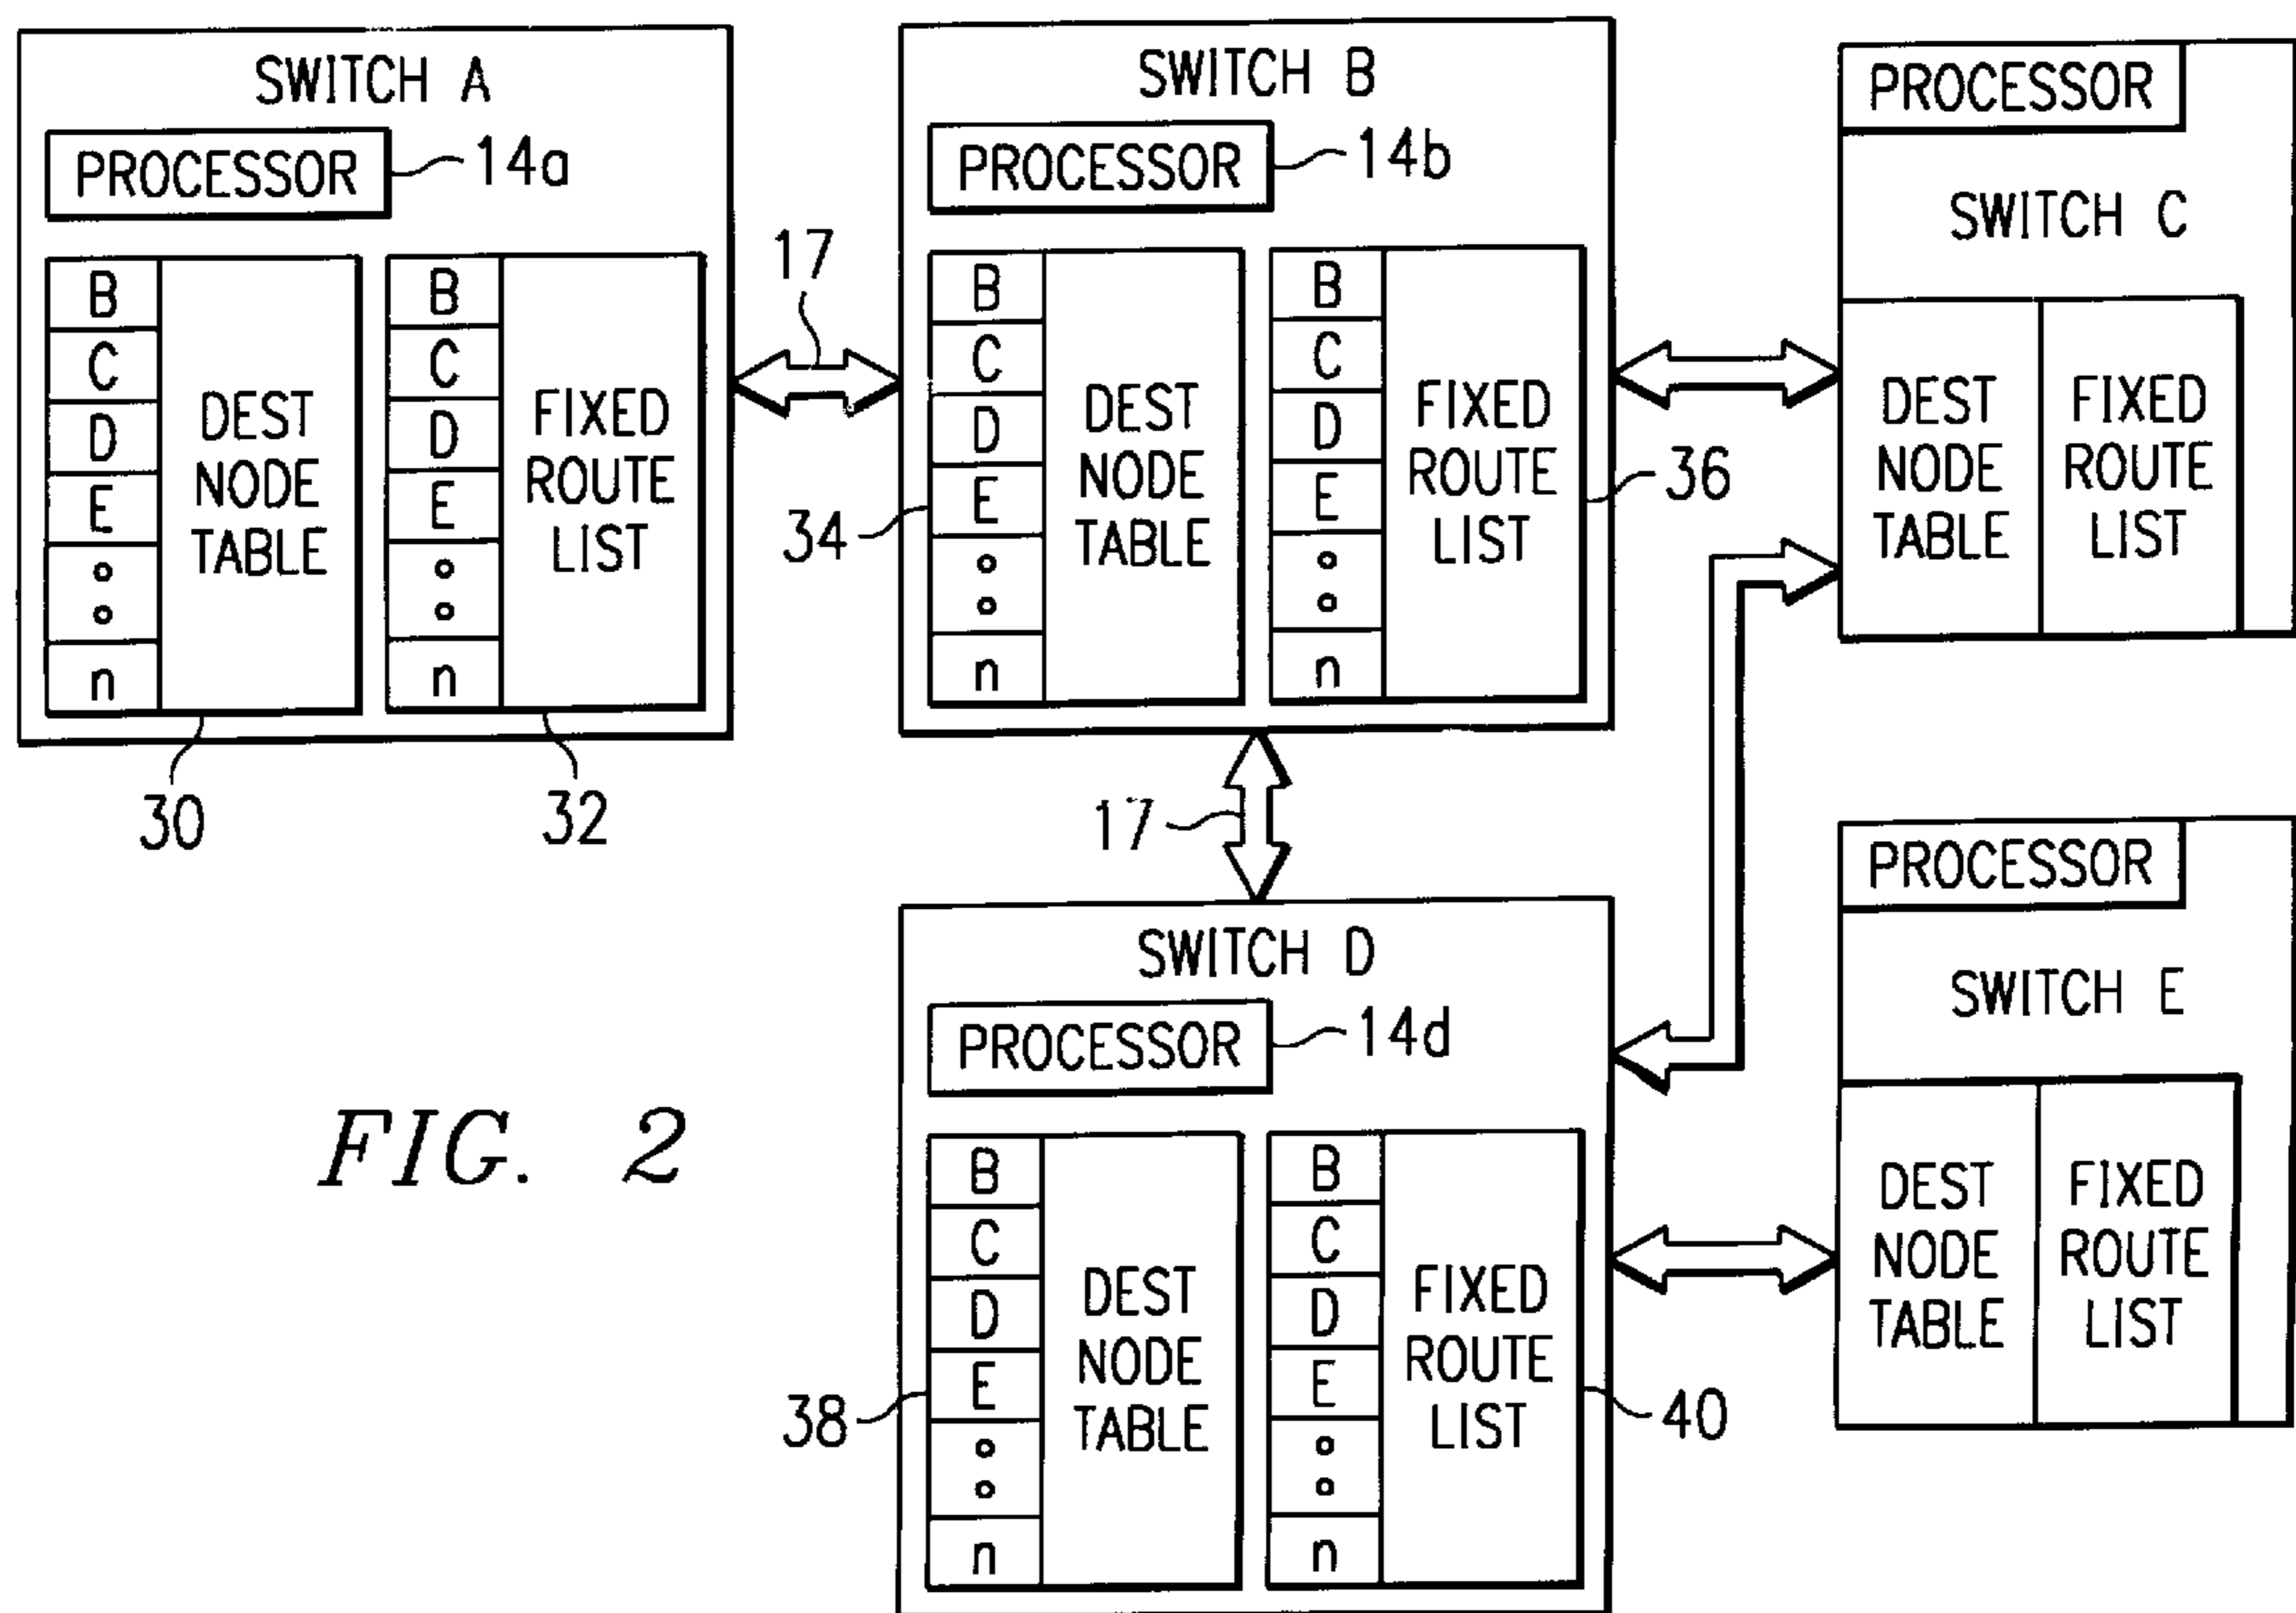 SWITCH A
PROCESSOR
14a
B
C
D
E
n
DEST
NODE
TABLE
B
C
D
E
n
FIXED
ROUTE
LIST
30
32
17
SWITCH B
PROCESSOR
14b
B
C
D
E
n
DEST
NODE
TABLE
34
B
C
D
E
n
FIXED
ROUTE
LIST
36
PROCESSOR
SWITCH C
DEST
NODE
TABLE
FIXED
ROUTE
LIST
17
SWITCH D
PROCESSOR
14d
B
C
D
E
n
DEST
NODE
TABLE
38
B
C
D
E
n
FIXED
ROUTE
LIST
40
PROCESSOR
SWITCH E
DEST
NODE
TABLE
FIXED
ROUTE
LIST
FIG. 2